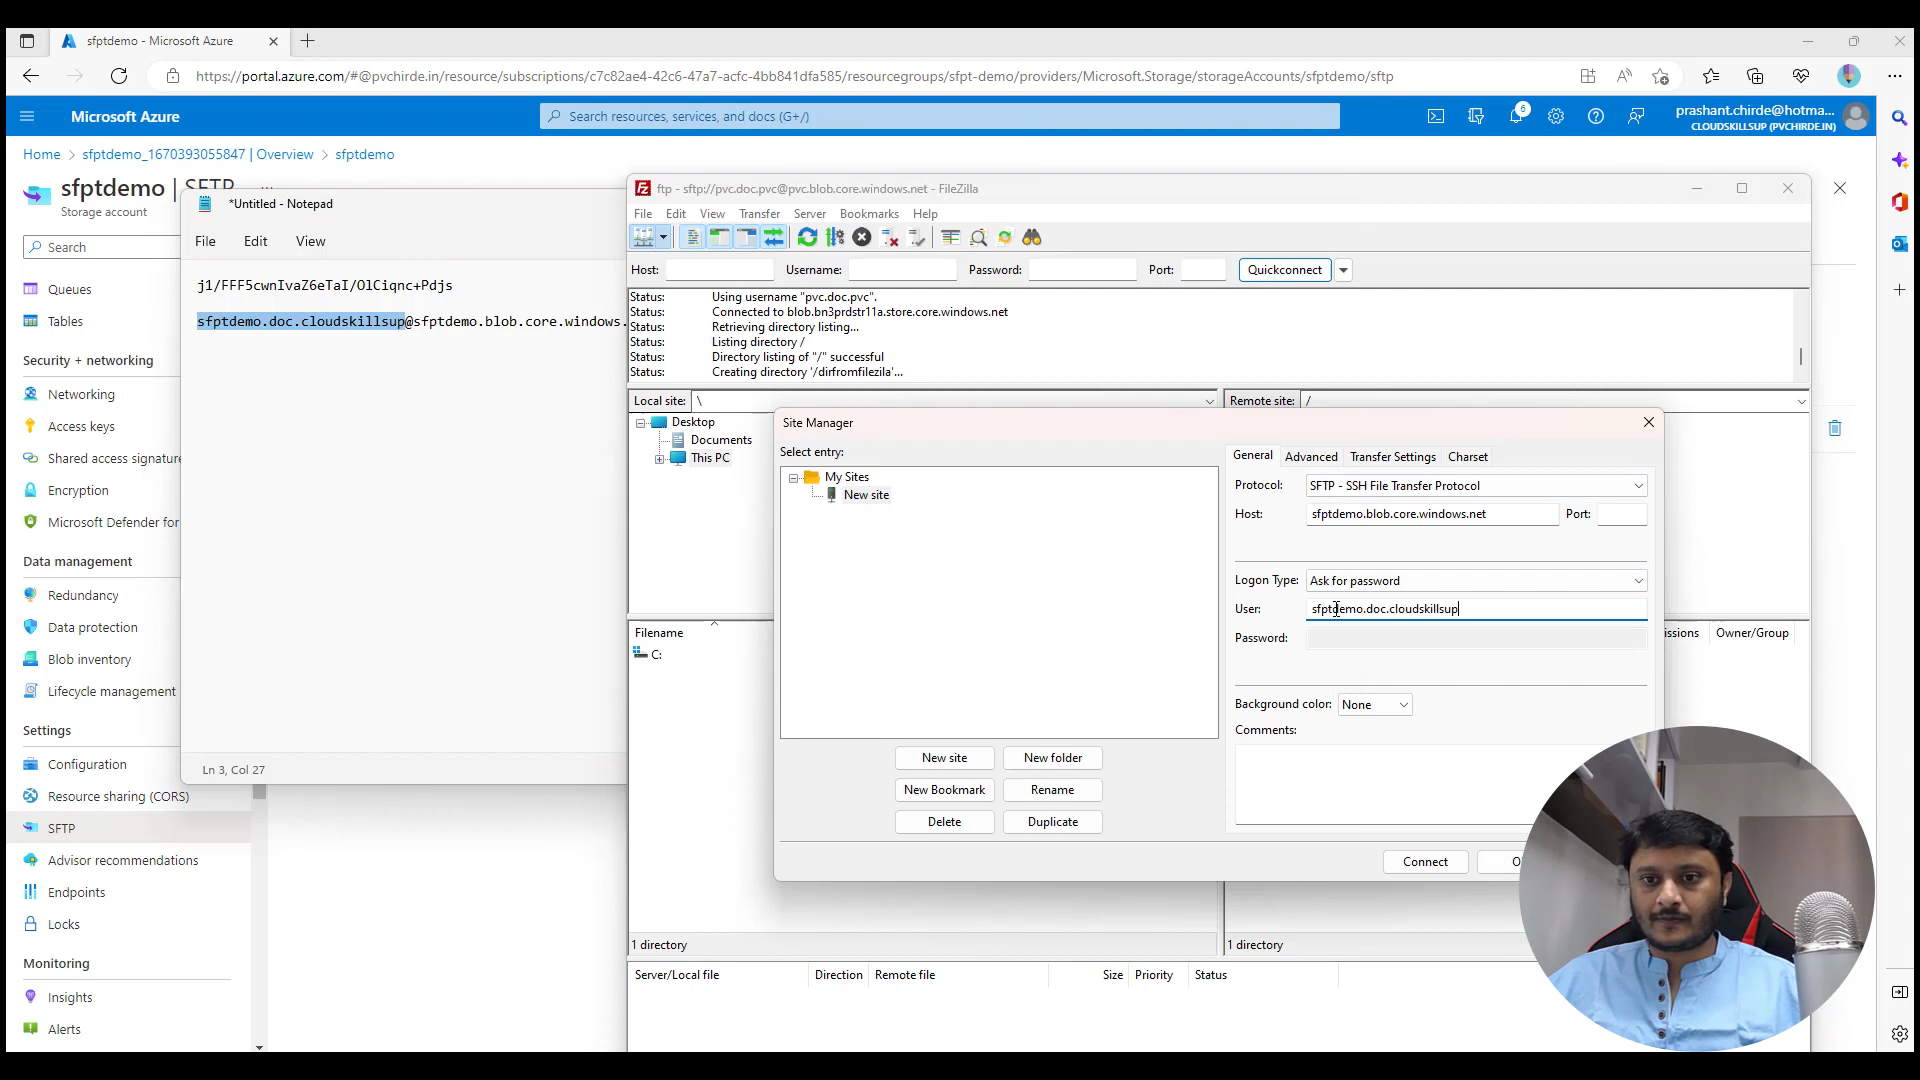 sfptdemo - Microsoft Azure
https://portal.azure.com/#@pvchirde.in/resource/subscriptions/c7c82ae4-42c6-47a7-acfc-4bb841dfa585/resourcegroups/sfpt-demo/providers/Microsoft.Storage/storageAccounts/sfptdemo/sftp
Microsoft Azure
Search resources, services, and docs (G+/)
6
prashant.chirde@hotma...
CLOUDSKILLSUP (PVCHIRDE.IN)
Home > sfptdemo_1670393055847 | Overview > sfptdemo
sfptdemo | SFTP
Storage account
Search
Queues
Tables
Security + networking
Networking
Access keys
Shared access signature
Encryption
Microsoft Defender for
Data management
Redundancy
Data protection
Blob inventory
Lifecycle management
Settings
Configuration
Resource sharing (CORS)
SFTP
Advisor recommendations
Endpoints
Locks
Monitoring
Insights
Alerts
*Untitled - Notepad
File Edit View
j1/FFF5cwnIvaZ6eTaI/OlCiqnc+Pdjs
sfptdemo.doc.cloudskillsup@sfptdemo.blob.core.windows.
Ln 3, Col 27
ftp - sftp://pvc.doc.pvc@pvc.blob.core.windows.net - FileZilla
File Edit View Transfer Server Bookmarks Help
Host: Username: Password: Port: Quickconnect
Status: Using username "pvc.doc.pvc".
Status: Connected to blob.bn3prdstr11a.store.core.windows.net
Status: Retrieving directory listing...
Status: Listing directory /
Status: Directory listing of "/" successful
Status: Creating directory '/dirfromfilezila'...
Local site: \
Remote site: /
Desktop
Documents
This PC
Filename
C:
1 directory
ssions Owner/Group
1 directory
Server/Local file Direction Remote file Size Priority Status
Site Manager
Select entry:
My Sites
New site
New site New folder
New Bookmark Rename
Delete Duplicate
General Advanced Transfer Settings Charset
Protocol: SFTP - SSH File Transfer Protocol
Host: sfptdemo.blob.core.windows.net Port:
Logon Type: Ask for password
User: sfptdemo.doc.cloudskillsup
Password:
Background color: None
Comments:
Connect